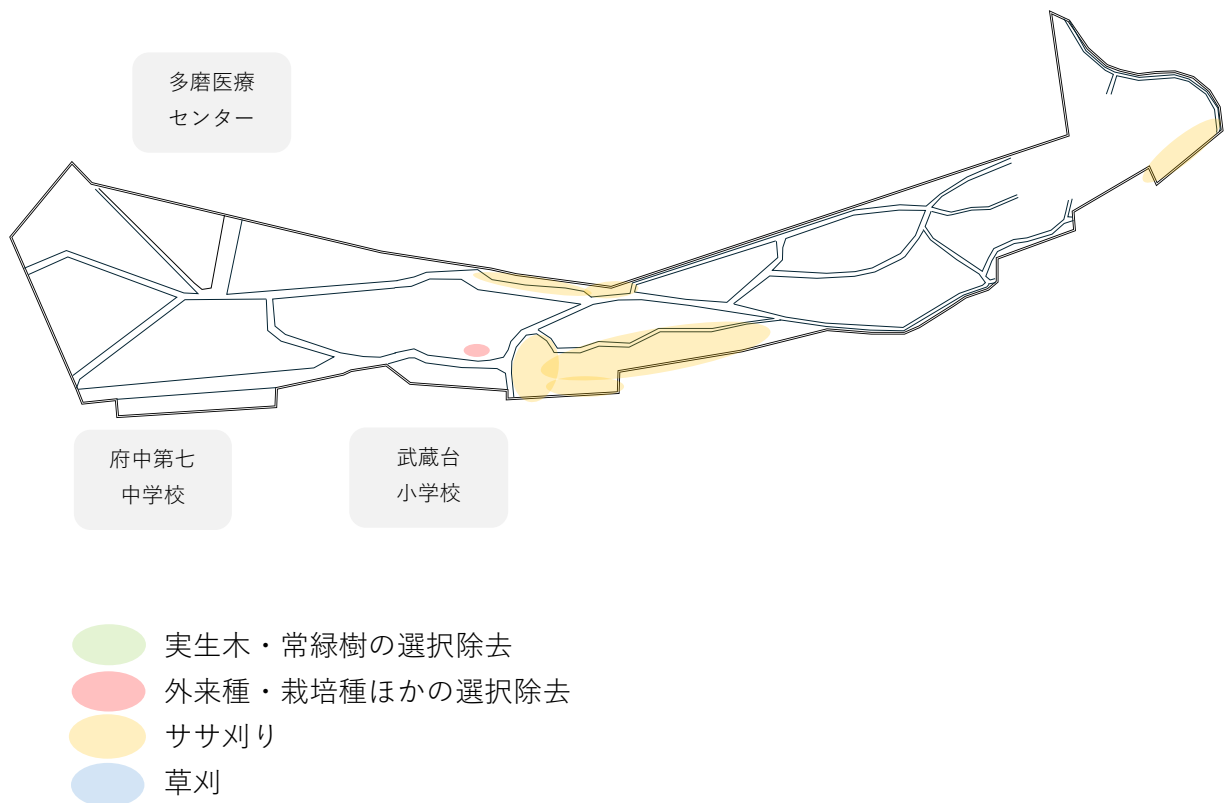 多磨医療
センター
府中第七
中学校
武蔵台
小学校
実生木・常緑樹の選択除去
外来種・栽培種ほかの選択除去
ササ刈り
草刈